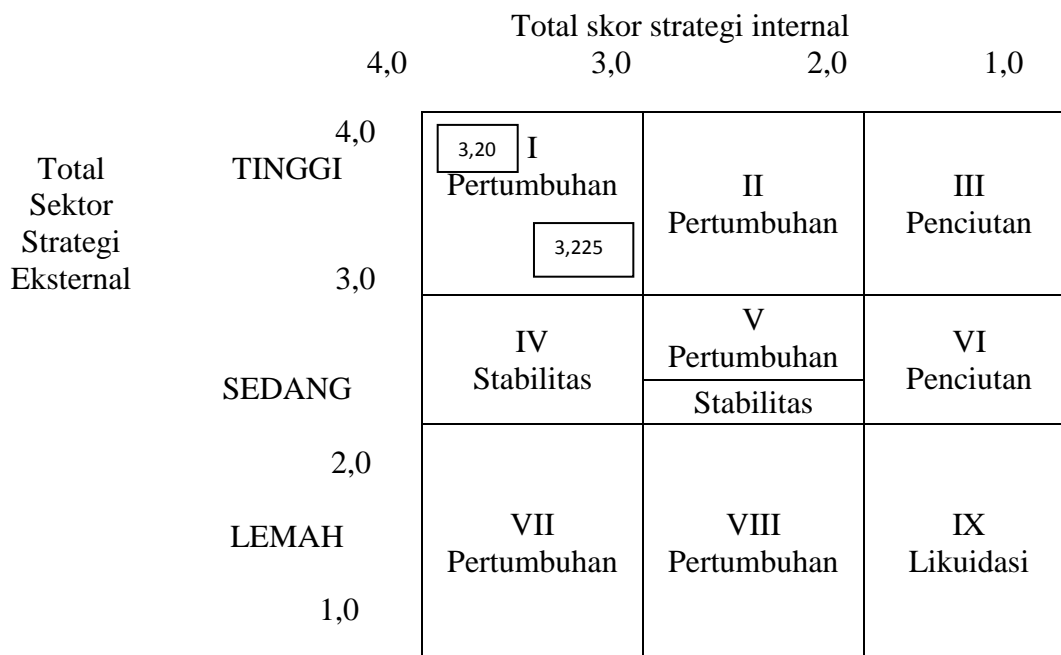 Total skor strategi internal
4,0 3,0 2,0 1,0
Total
Sektor
Strategi
Eksternal
4,0
TINGGI
3,0
SEDANG
2,0
LEMAH
1,0
3,20 I
Pertumbuhan
3,225
II
Pertumbuhan
III
Penciutan
IV
Stabilitas
V
Pertumbuhan
Stabilitas
VI
Penciutan
VII
Pertumbuhan
VIII
Pertumbuhan
IX
Likuidasi